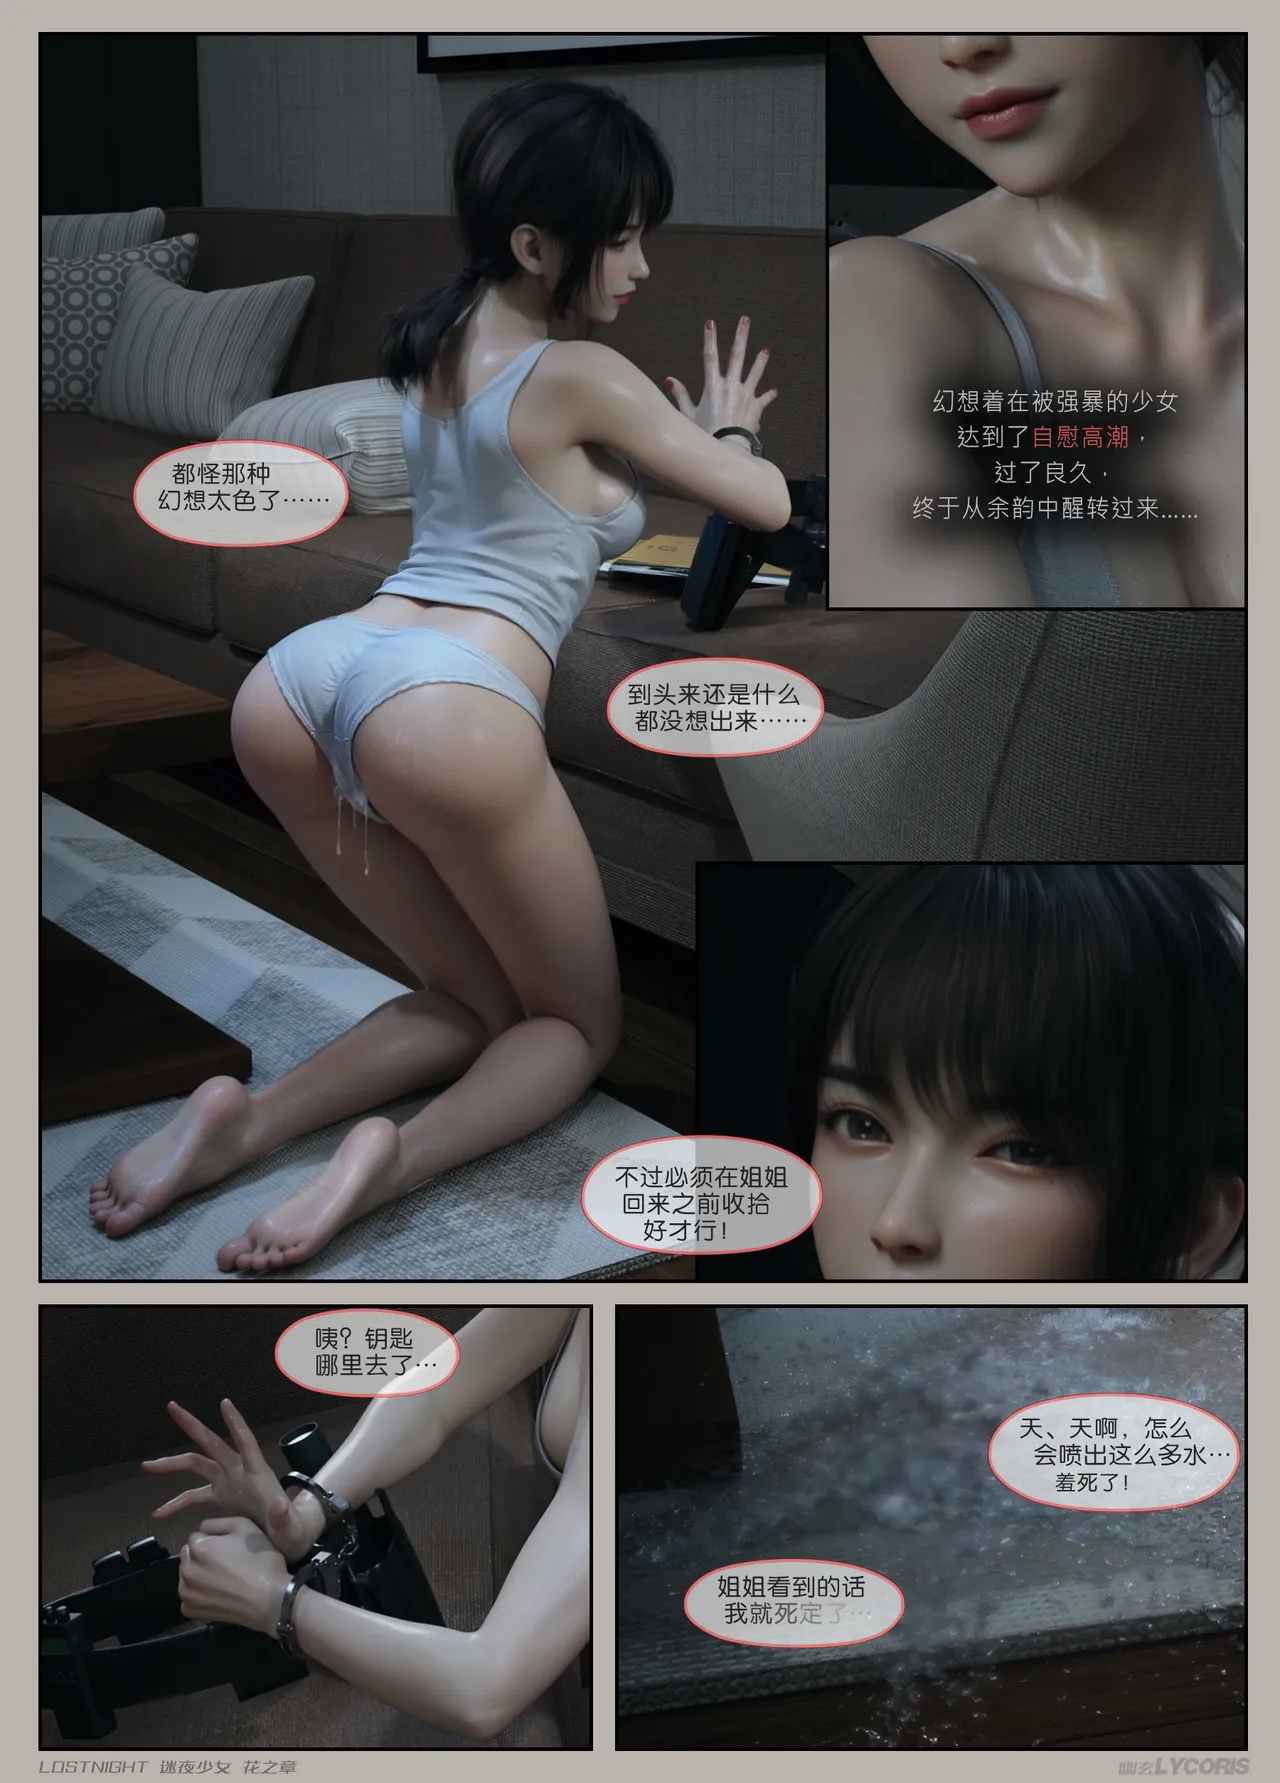 幻想着在被强暴的少女
达到了自慰高潮，
过了良久，
终于从余韵中醒转过来……
都怪那种
幻想太色了……
到头来还是什么
都没想出来……
不过必须在姐姐
回来之前收拾
好才行！
咦？钥匙
哪里去了…
天、天啊，怎么
会喷出这么多水…
羞死了！
姐姐看到的话
我就死定了…
LOSTNIGHT 迷夜少女 花之章
幽玄LYCORIS